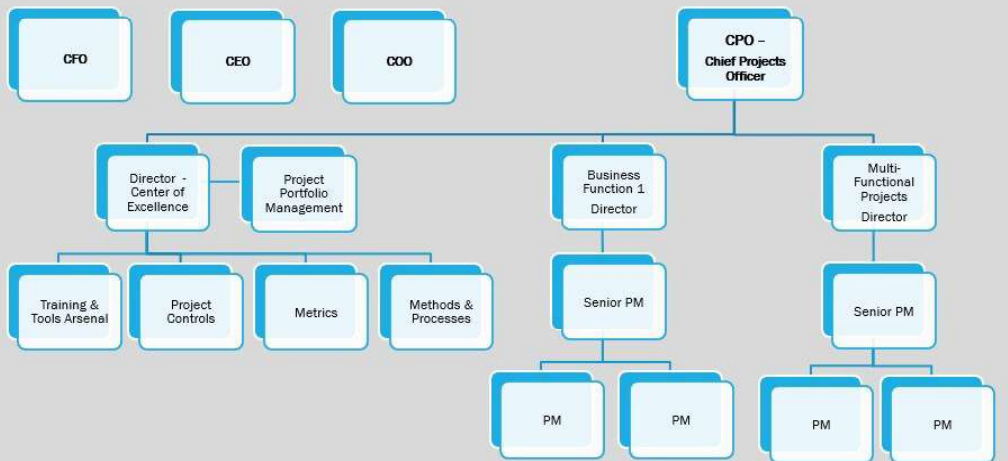 CFO
CEO
COO
CPO –
Chief Projects
Officer
Director -
Center of
Excellence
Project
Portfolio
Management
Business
Function 1
Director
Multi-
Functional
Projects
Director
Training &
Tools Arsenal
Project
Controls
Metrics
Methods &
Processes
Senior PM
Senior PM
PM
PM
PM
PM